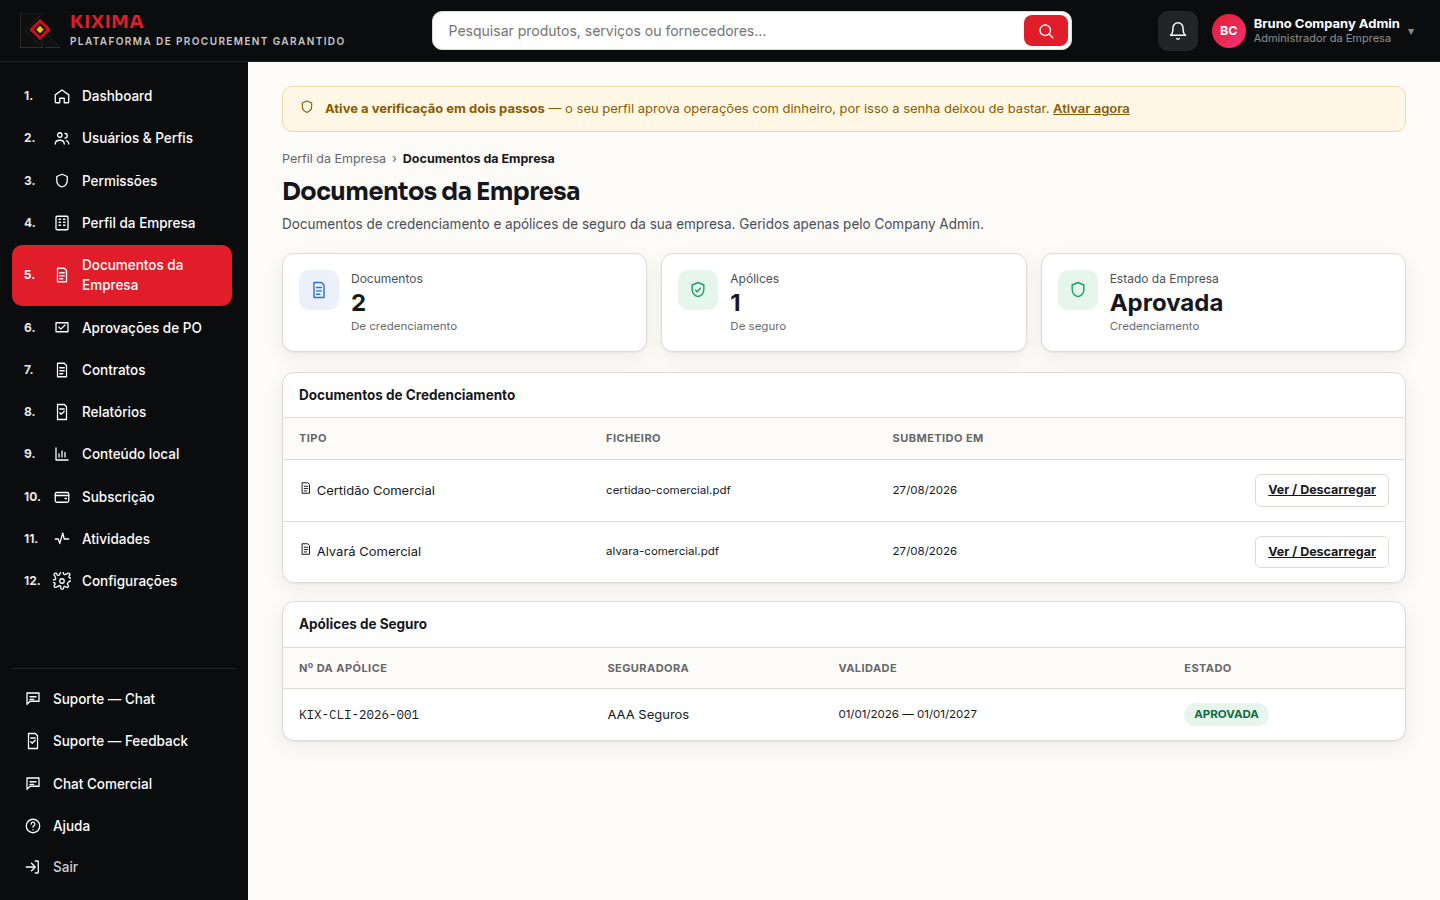 KIXIMA
PLATAFORMA DE PROCUREMENT GARANTIDO
Pesquisar produtos, serviços ou fornecedores...
BC
Bruno Company Admin
Administrador da Empresa
1. Dashboard
2. Usuários & Perfis
3. Permissões
4. Perfil da Empresa
5. Documentos da
Empresa
6. Aprovações de PO
7. Contratos
8. Relatórios
9. Conteúdo local
10. Subscrição
11. Atividades
12. Configurações
Suporte — Chat
Suporte — Feedback
Chat Comercial
Ajuda
Sair
Ative a verificação em dois passos — o seu perfil aprova operações com dinheiro, por isso a senha deixou de bastar. Ativar agora
Perfil da Empresa › Documentos da Empresa
Documentos da Empresa
Documentos de credenciamento e apólices de seguro da sua empresa. Geridos apenas pelo Company Admin.
Documentos
2
De credenciamento
Apólices
1
De seguro
Estado da Empresa
Aprovada
Credenciamento
Documentos de Credenciamento
TIPO FICHEIRO SUBMETIDO EM
Certidão Comercial certidao-comercial.pdf 27/08/2026 Ver / Descarregar
Alvará Comercial alvara-comercial.pdf 27/08/2026 Ver / Descarregar
Apólices de Seguro
Nº DA APÓLICE SEGURADORA VALIDADE ESTADO
KIX-CLI-2026-001 AAA Seguros 01/01/2026 — 01/01/2027 APROVADA